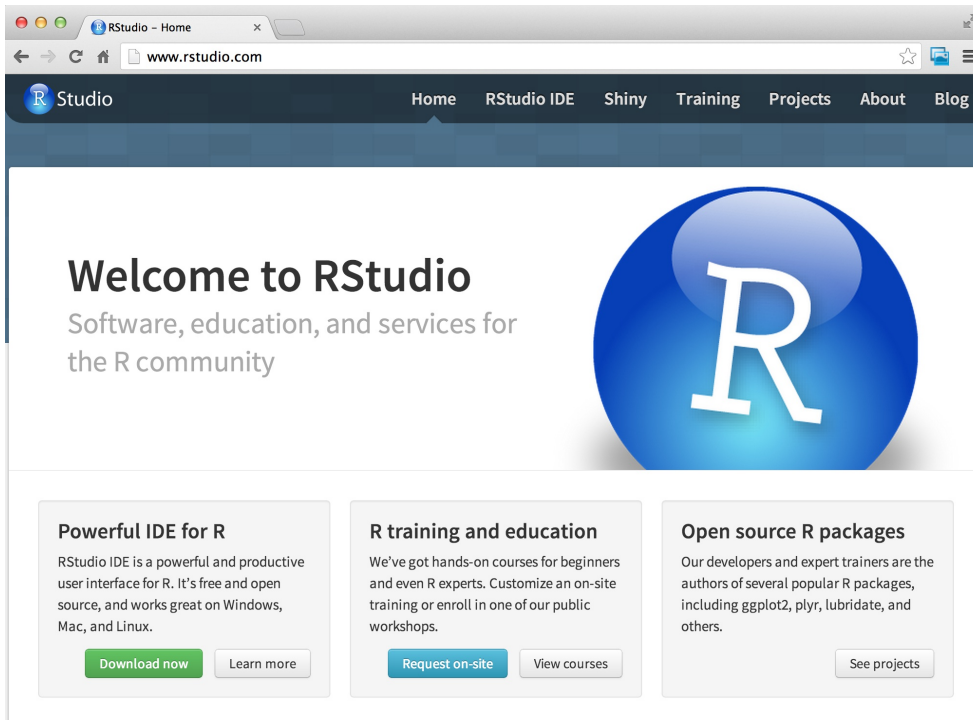 RStudio – Home
www.rstudio.com
R Studio
Home RStudio IDE Shiny Training Projects About Blog
Welcome to RStudio
Software, education, and services for
the R community
R
Powerful IDE for R
RStudio IDE is a powerful and productive
user interface for R. It's free and open
source, and works great on Windows,
Mac, and Linux.
Download now Learn more
R training and education
We've got hands-on courses for beginners
and even R experts. Customize an on-site
training or enroll in one of our public
workshops.
Request on-site View courses
Open source R packages
Our developers and expert trainers are the
authors of several popular R packages,
including ggplot2, plyr, lubridate, and
others.
See projects